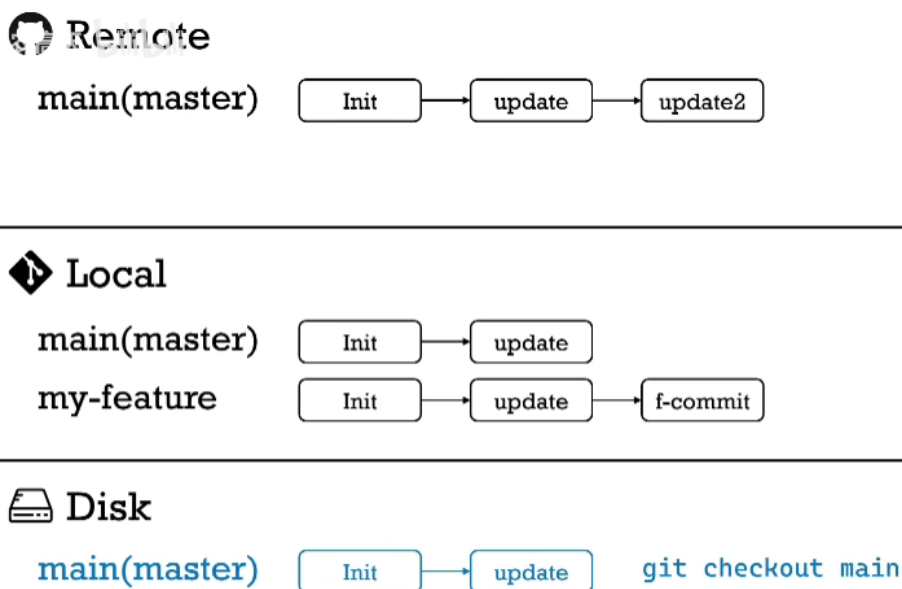 Remote
main(master) Init update update2
Local
main(master) Init update
my-feature Init update f-commit
Disk
main(master) Init update git checkout main